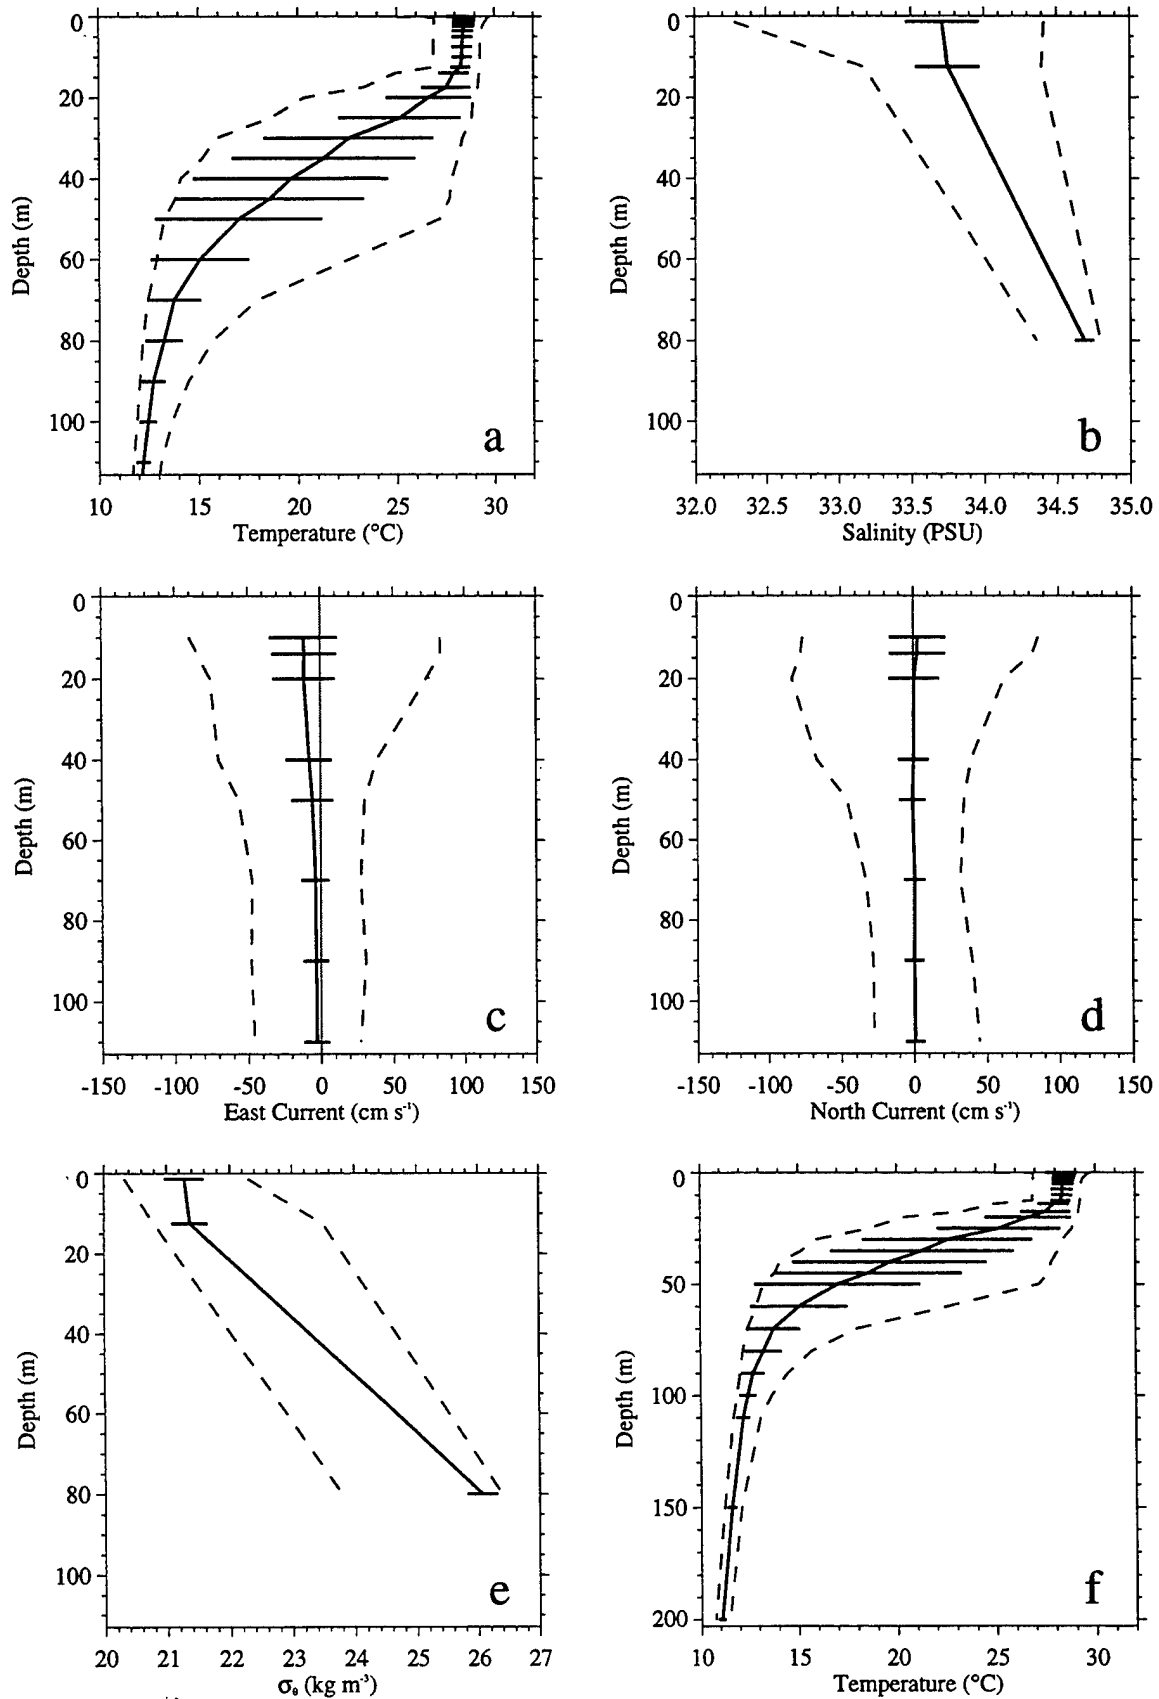 0
20
40
60
80
100
Depth (m)
a
10 15 20 25 30
Temperature (°C)
0
20
40
60
80
100
Depth (m)
b
32.0 32.5 33.0 33.5 34.0 34.5 35.0
Salinity (PSU)
0
20
40
60
80
100
Depth (m)
c
-150 -100 -50 0 50 100 150
East Current (cm s⁻¹)
0
20
40
60
80
100
Depth (m)
d
-150 -100 -50 0 50 100 150
North Current (cm s⁻¹)
0
20
40
60
80
100
Depth (m)
e
20 21 22 23 24 25 26 27
σθ (kg m⁻³)
0
50
100
150
200
Depth (m)
f
10 15 20 25 30
Temperature (°C)